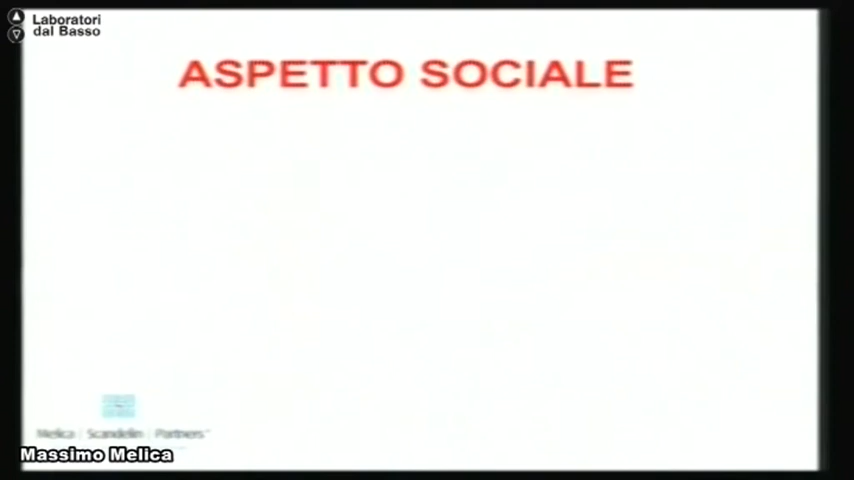 Laboratori
dal Basso
ASPETTO SOCIALE
Melica | Scandelin | Partners
Massimo Melica